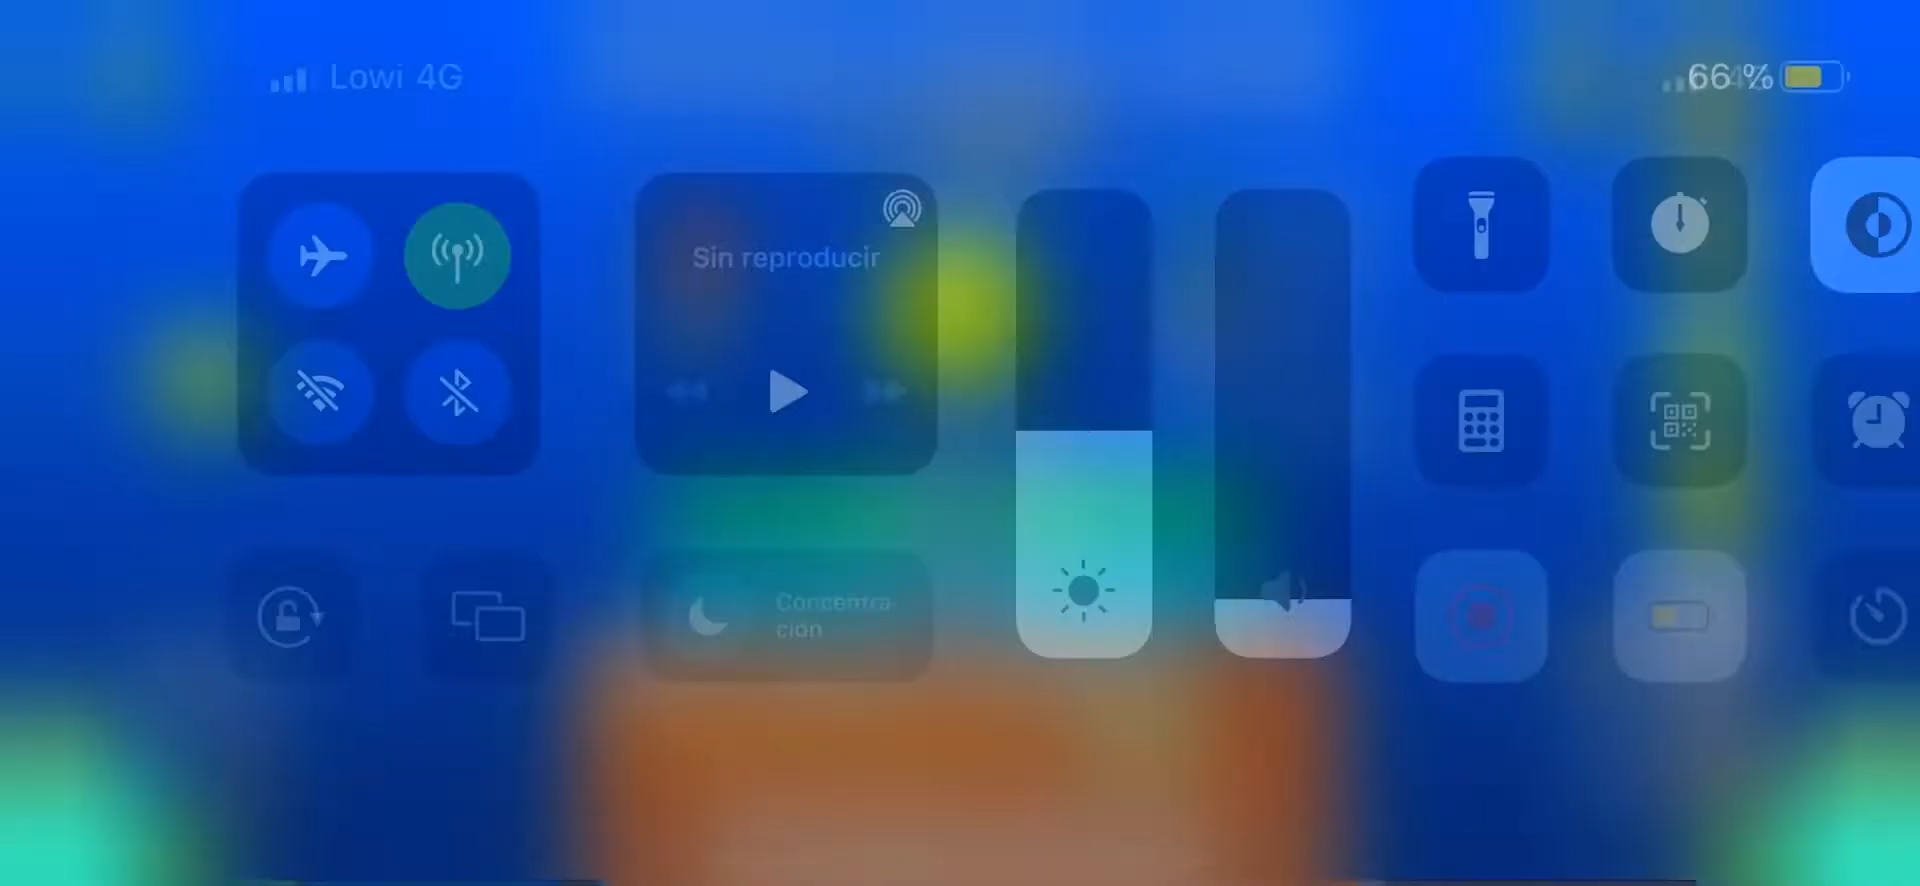 Lowi 4G
66 %
Sin reproducir
Concentra-
ción